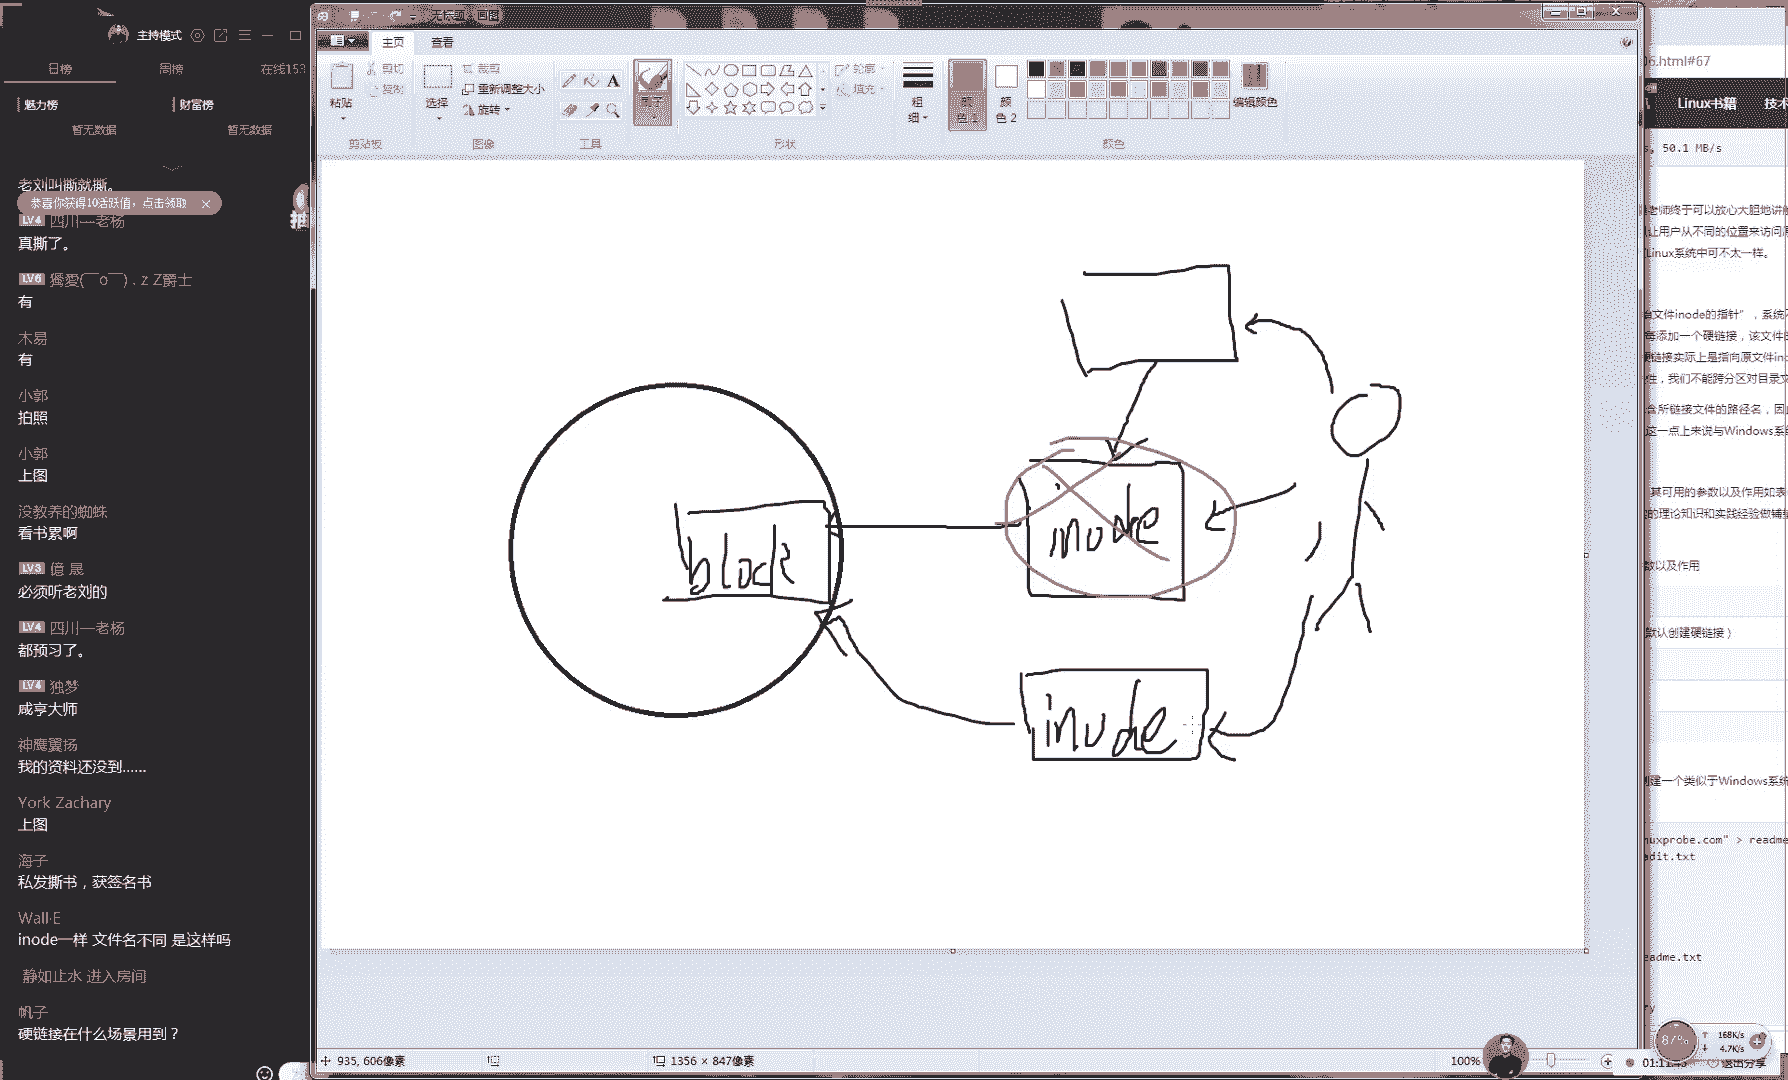 主持模式
日榜 周榜 在线153
魅力榜 财富榜
暂无数据 暂无数据
老刘叫撕就撕。
恭喜你获得10活跃值，点击领取 ×
LV4 四川—老杨
真撕了。
LV6
有
木易
有
小郭
拍照
小郭
上图
没教养的蜘蛛
看书累啊
LV3 億 晟
必须听老刘的
LV4 四川—老杨
都预习了。
LV4 独梦
咸亨大师
神鹰翼扬
我的资料还没到......
York Zachary
上图
海子
私发撕书，获签名书
Wall·E
inode一样 文件名不同 是这样吗
静如止水 进入房间
帆子
硬链接在什么场景用到？
无标题 - 画图
主页 查看
粘贴
剪切
复制
剪贴板
选择
裁剪
重新调整大小
旋转
图像
A
工具
刷子
形状
轮廓
填充
粗
细
颜
色 1
颜
色 2
编辑颜色
颜色
block
inode
inode
935, 606像素
1356 × 847像素
100%
06.html#67
Linux书籍 技术
s, 50.1 MB/s
老师终于可以放心大胆地讲解
让用户从不同的位置来访问原
Linux系统中可不太一样。
文件inode的指针”，系统不
每添加一个硬链接，该文件的
硬链接实际上是指向原文件ino
性，我们不能跨分区对目录文
含所链接文件的路径名，因此
这一点上来说与Windows系统
其可用的参数以及作用如表
的理论知识和实践经验做辅
数以及作用
默认创建硬链接）
创建一个类似于Windows系统
nuxprobe.com" > readme
adit.txt
eadme.txt
87%
168K/s
4.7K/s
退出分享